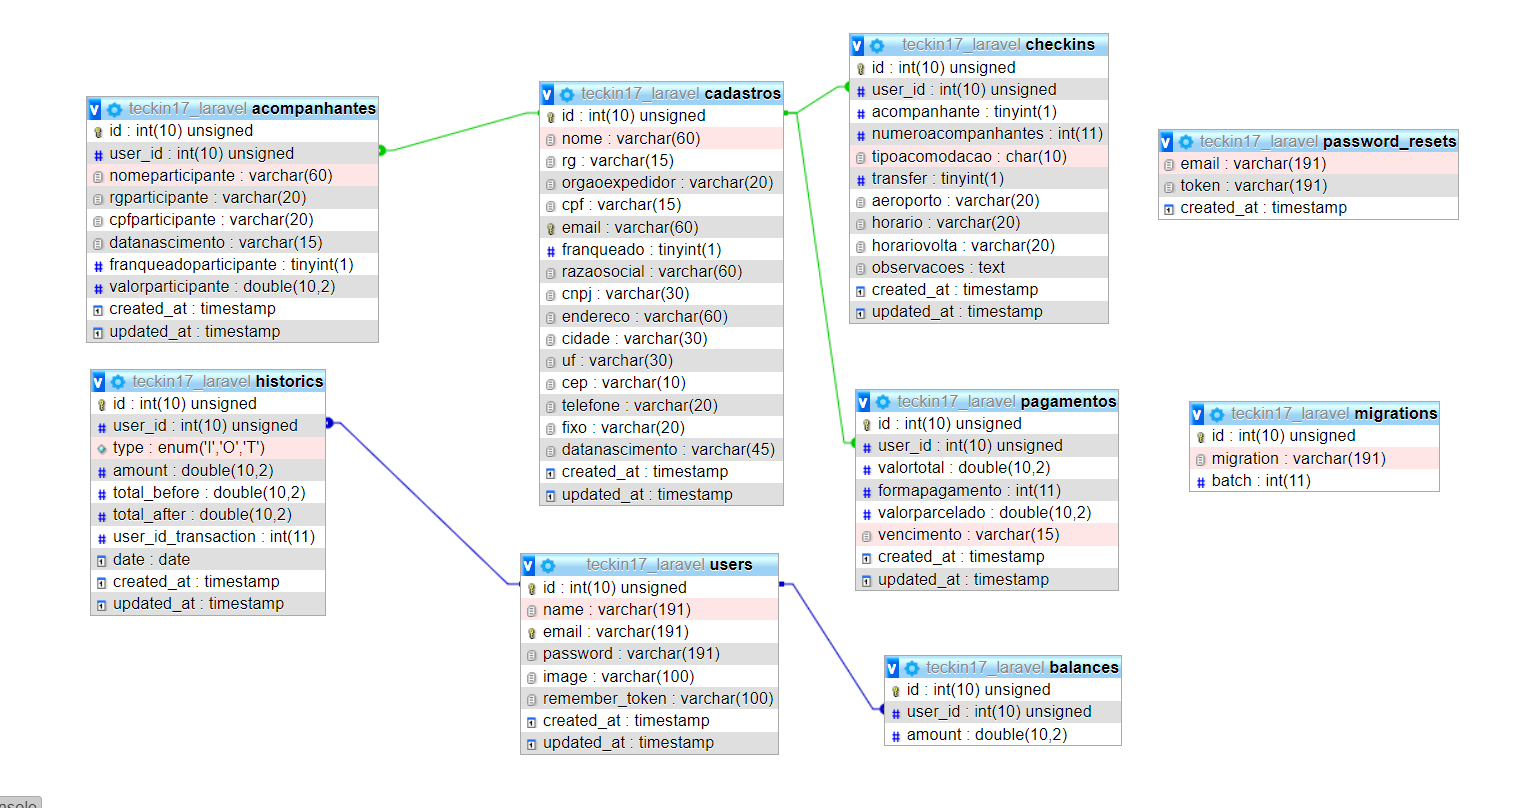 teckin17_laravel acompanhantes
id : int(10) unsigned
user_id : int(10) unsigned
nomeparticipante : varchar(60)
rgparticipante : varchar(20)
cpfparticipante : varchar(20)
datanascimento : varchar(15)
franqueadoparticipante : tinyint(1)
valorparticipante : double(10,2)
created_at : timestamp
updated_at : timestamp
teckin17_laravel historics
id : int(10) unsigned
user_id : int(10) unsigned
type : enum('I','O','T')
amount : double(10,2)
total_before : double(10,2)
total_after : double(10,2)
user_id_transaction : int(11)
date : date
created_at : timestamp
updated_at : timestamp
teckin17_laravel cadastros
id : int(10) unsigned
nome : varchar(60)
rg : varchar(15)
orgaoexpedidor : varchar(20)
cpf : varchar(15)
email : varchar(60)
franqueado : tinyint(1)
razaosocial : varchar(60)
cnpj : varchar(30)
endereco : varchar(60)
cidade : varchar(30)
uf : varchar(30)
cep : varchar(10)
telefone : varchar(20)
fixo : varchar(20)
datanascimento : varchar(45)
created_at : timestamp
updated_at : timestamp
teckin17_laravel users
id : int(10) unsigned
name : varchar(191)
email : varchar(191)
password : varchar(191)
image : varchar(100)
remember_token : varchar(100)
created_at : timestamp
updated_at : timestamp
teckin17_laravel checkins
id : int(10) unsigned
user_id : int(10) unsigned
acompanhante : tinyint(1)
numeroacompanhantes : int(11)
tipoacomodacao : char(10)
transfer : tinyint(1)
aeroporto : varchar(20)
horario : varchar(20)
horariovolta : varchar(20)
observacoes : text
created_at : timestamp
updated_at : timestamp
teckin17_laravel pagamentos
id : int(10) unsigned
user_id : int(10) unsigned
valortotal : double(10,2)
formapagamento : int(11)
valorparcelado : double(10,2)
vencimento : varchar(15)
created_at : timestamp
updated_at : timestamp
teckin17_laravel balances
id : int(10) unsigned
user_id : int(10) unsigned
amount : double(10,2)
teckin17_laravel password_resets
email : varchar(191)
token : varchar(191)
created_at : timestamp
teckin17_laravel migrations
id : int(10) unsigned
migration : varchar(191)
batch : int(11)